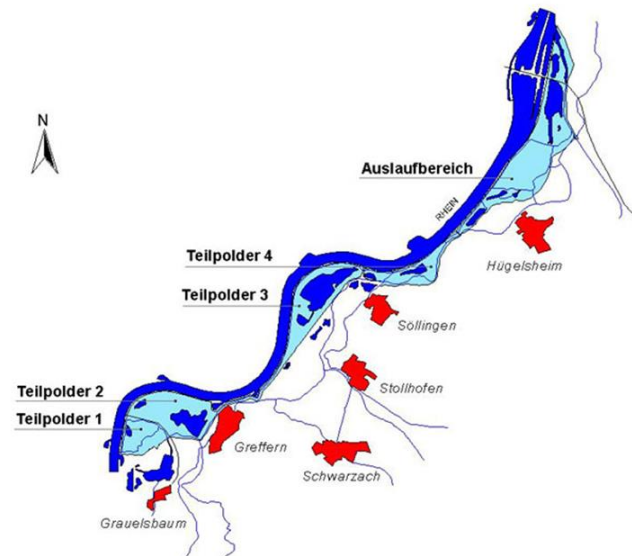 N
Auslaufbereich
RHEIN
Hügelsheim
Teilpolder 4
Teilpolder 3
Söllingen
Stollhofen
Teilpolder 2
Teilpolder 1
Greffern
Schwarzach
Grauelsbaum